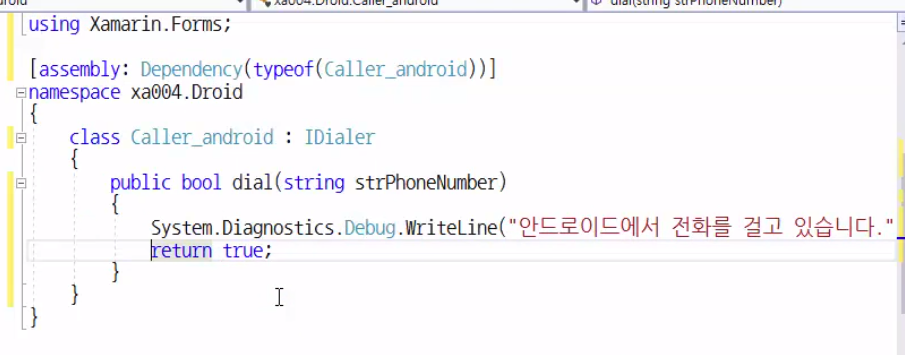 xa004.Droid.Caller_android
dial(string strPhoneNumber)
using Xamarin.Forms;
[assembly: Dependency(typeof(Caller_android))]
namespace xa004.Droid
{
class Caller_android : IDialer
{
public bool dial(string strPhoneNumber)
{
System.Diagnostics.Debug.WriteLine("안드로이드에서 전화를 걸고 있습니다."
return true;
}
}
}